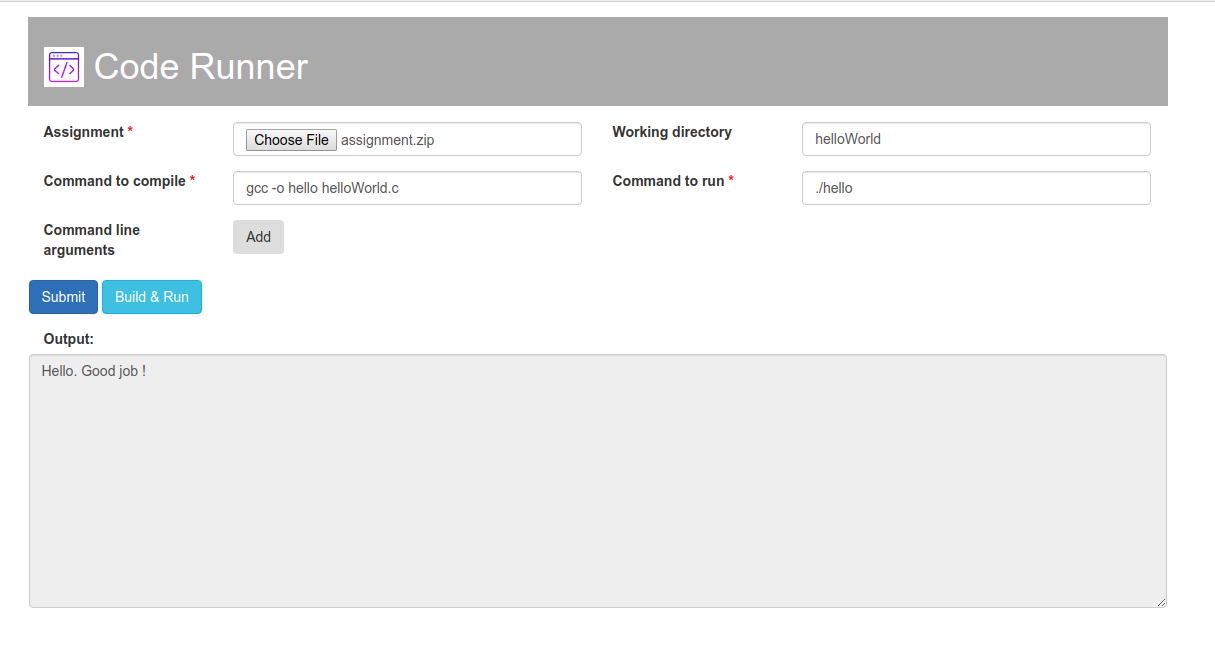 Code Runner
Assignment * Choose File assignment.zip Working directory helloWorld
Command to compile * gcc -o hello helloWorld.c Command to run * ./hello
Command line
arguments
Add
Submit Build & Run
Output:
Hello. Good job !